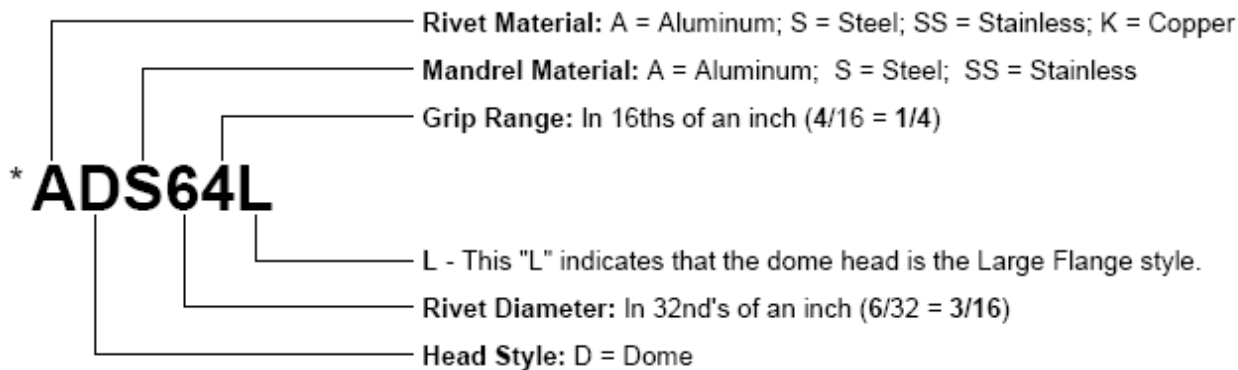 Rivet Material: A = Aluminum; S = Steel; SS = Stainless; K = Copper
Mandrel Material: A = Aluminum; S = Steel; SS = Stainless
Grip Range: In 16ths of an inch (4/16 = 1/4)
* ADS64L
L - This "L" indicates that the dome head is the Large Flange style.
Rivet Diameter: In 32nd's of an inch (6/32 = 3/16)
Head Style: D = Dome